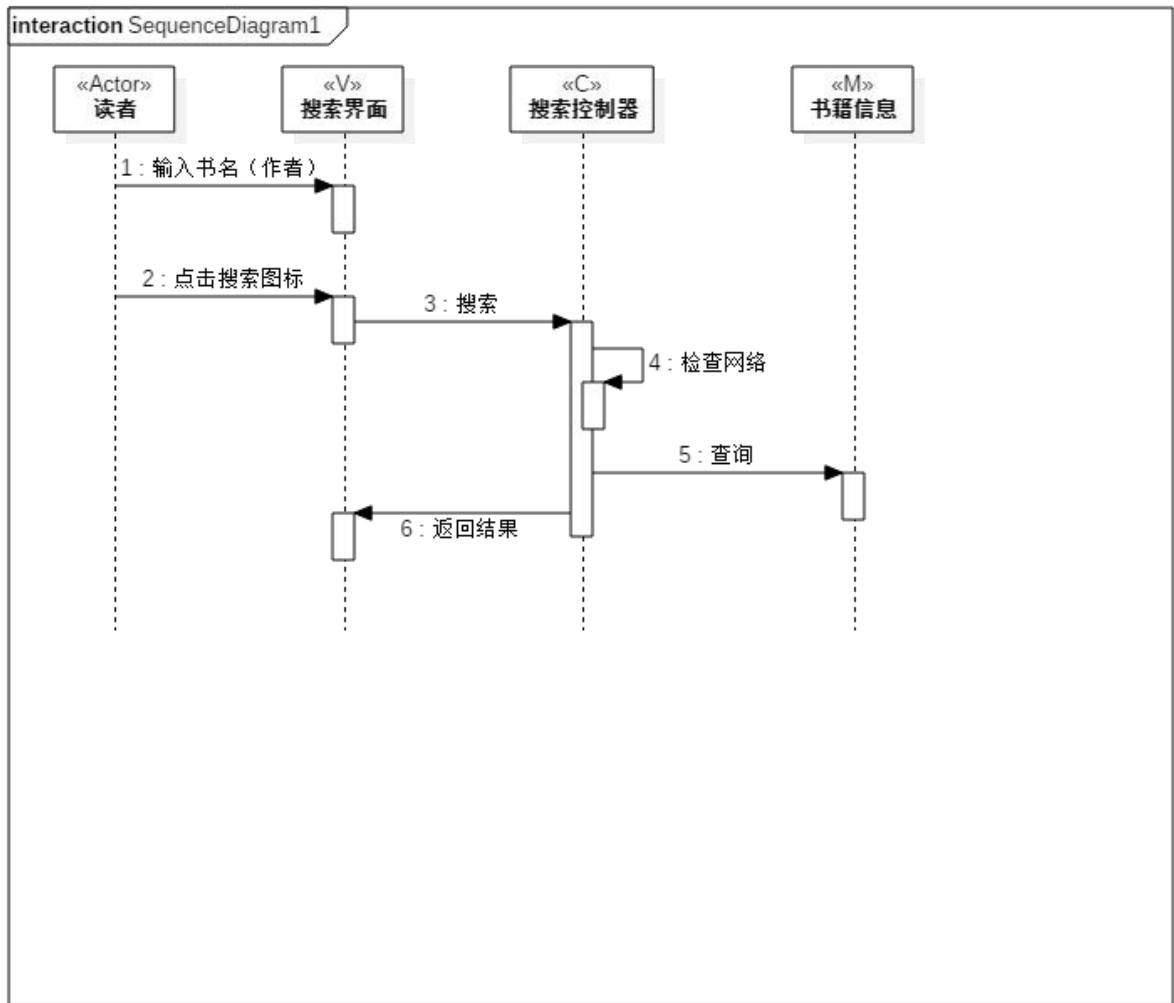 interaction SequenceDiagram1
«Actor»
读者
«V»
搜索界面
«C»
搜索控制器
«M»
书籍信息
1 : 输入书名（作者）
2 : 点击搜索图标
3 : 搜索
4 : 检查网络
5 : 查询
6 : 返回结果